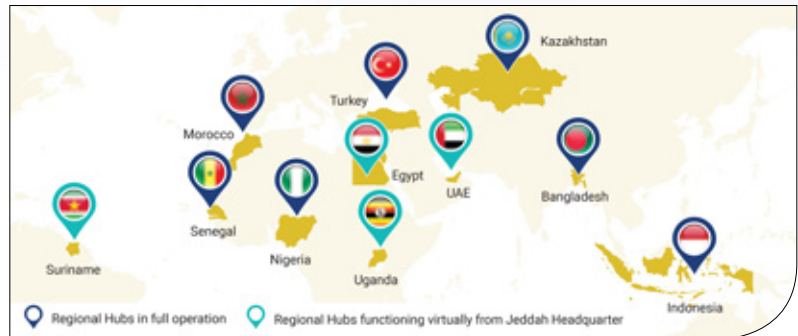 Kazakhstan
Turkey
Morocco
Egypt
UAE
Bangladesh
Senegal
Nigeria
Uganda
Suriname
Indonesia
Regional Hubs in full operation
Regional Hubs functioning virtually from Jeddah Headquarter